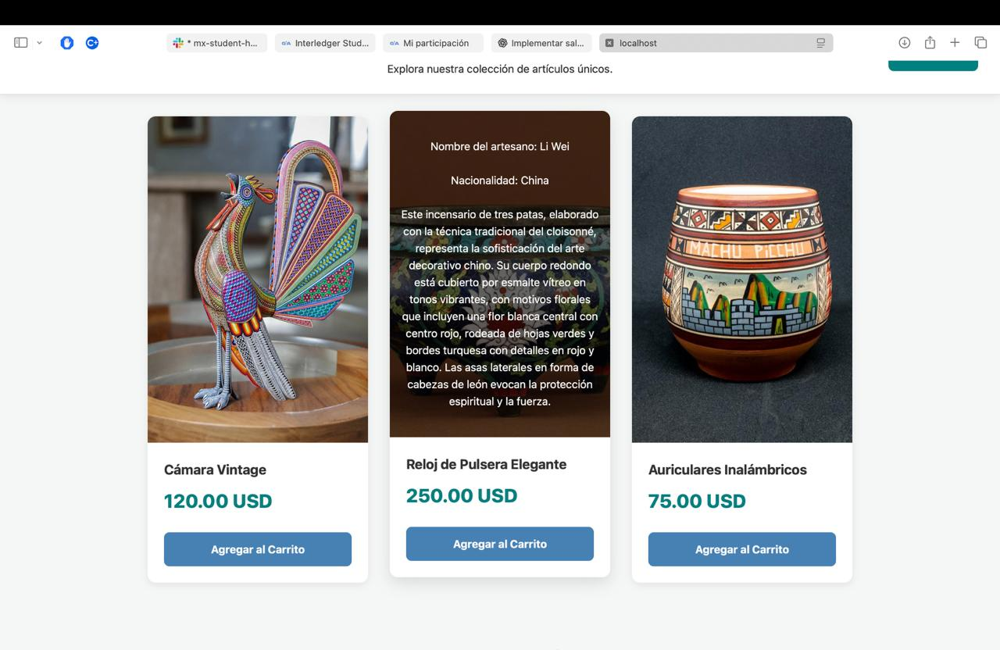 * mx-student-h...
G'A Interledger Stud...
G'A Mi participación
Implementar sal...
localhost
C+
Explora nuestra colección de artículos únicos.
Nombre del artesano: Li Wei
Nacionalidad: China
Este incensario de tres patas, elaborado
con la técnica tradicional del cloisonné,
representa la sofisticación del arte
decorativo chino. Su cuerpo redondo
está cubierto por esmalte vítreo en
tonos vibrantes, con motivos florales
que incluyen una flor blanca central con
centro rojo, rodeada de hojas verdes y
bordes turquesa con detalles en rojo y
blanco. Las asas laterales en forma de
cabezas de león evocan la protección
espiritual y la fuerza.
MACHU PiCCHU
Cámara Vintage
120.00 USD
Agregar al Carrito
Reloj de Pulsera Elegante
250.00 USD
Agregar al Carrito
Auriculares Inalámbricos
75.00 USD
Agregar al Carrito